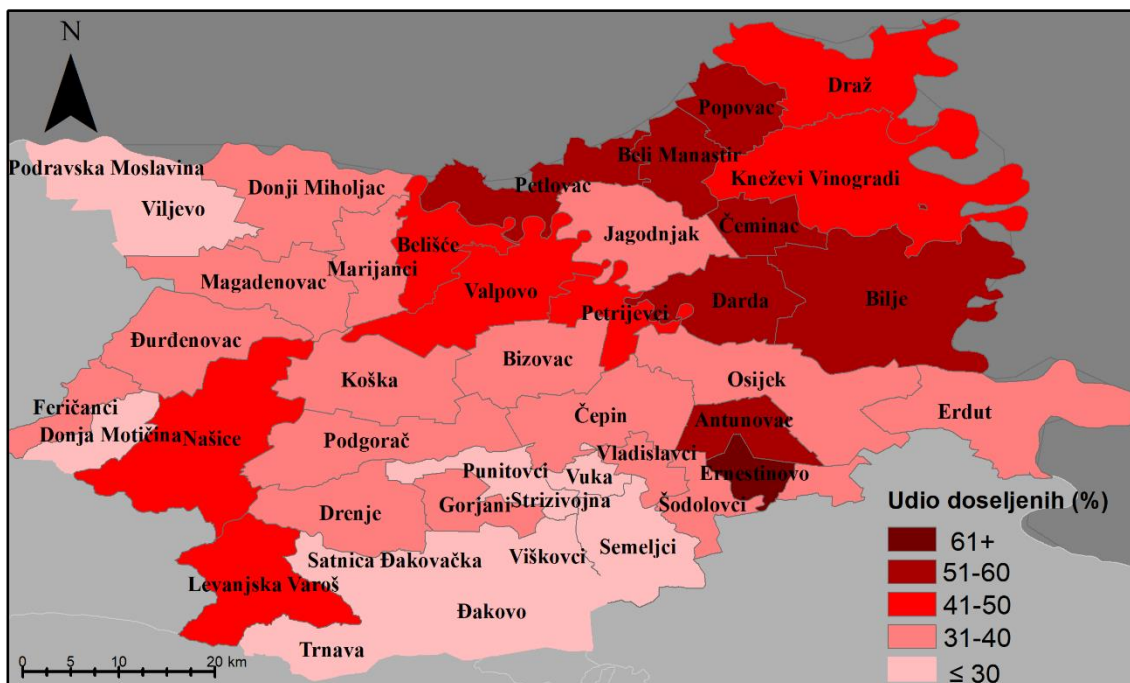 N
Draž
Popovac
Podravska Moslavina
Beli Manastir
Donji Miholjac
Petlovac
Kneževi Vinogradi
Viljevo
Čeminac
Jagodnjak
Belišće
Marijanci
Magadenovac
Valpovo
Darda
Bilje
Petrijevci
Đurđenovac
Bizovac
Koška
Osijek
Feričanci
Erdut
Čepin
Antunovac
Donja Motičina
Našice
Podgorač
Vladislavci
Punitovci
Vuka
Ernestinovo
Strizivojna
Gorjani
Šodolovci
Drenje
Semeljci
Satnica Đakovačka
Viškovci
Levanjska Varoš
Đakovo
Trnava
Udio doseljenih (%)
61+
51-60
41-50
31-40
≤ 30
0 5 10 20 km